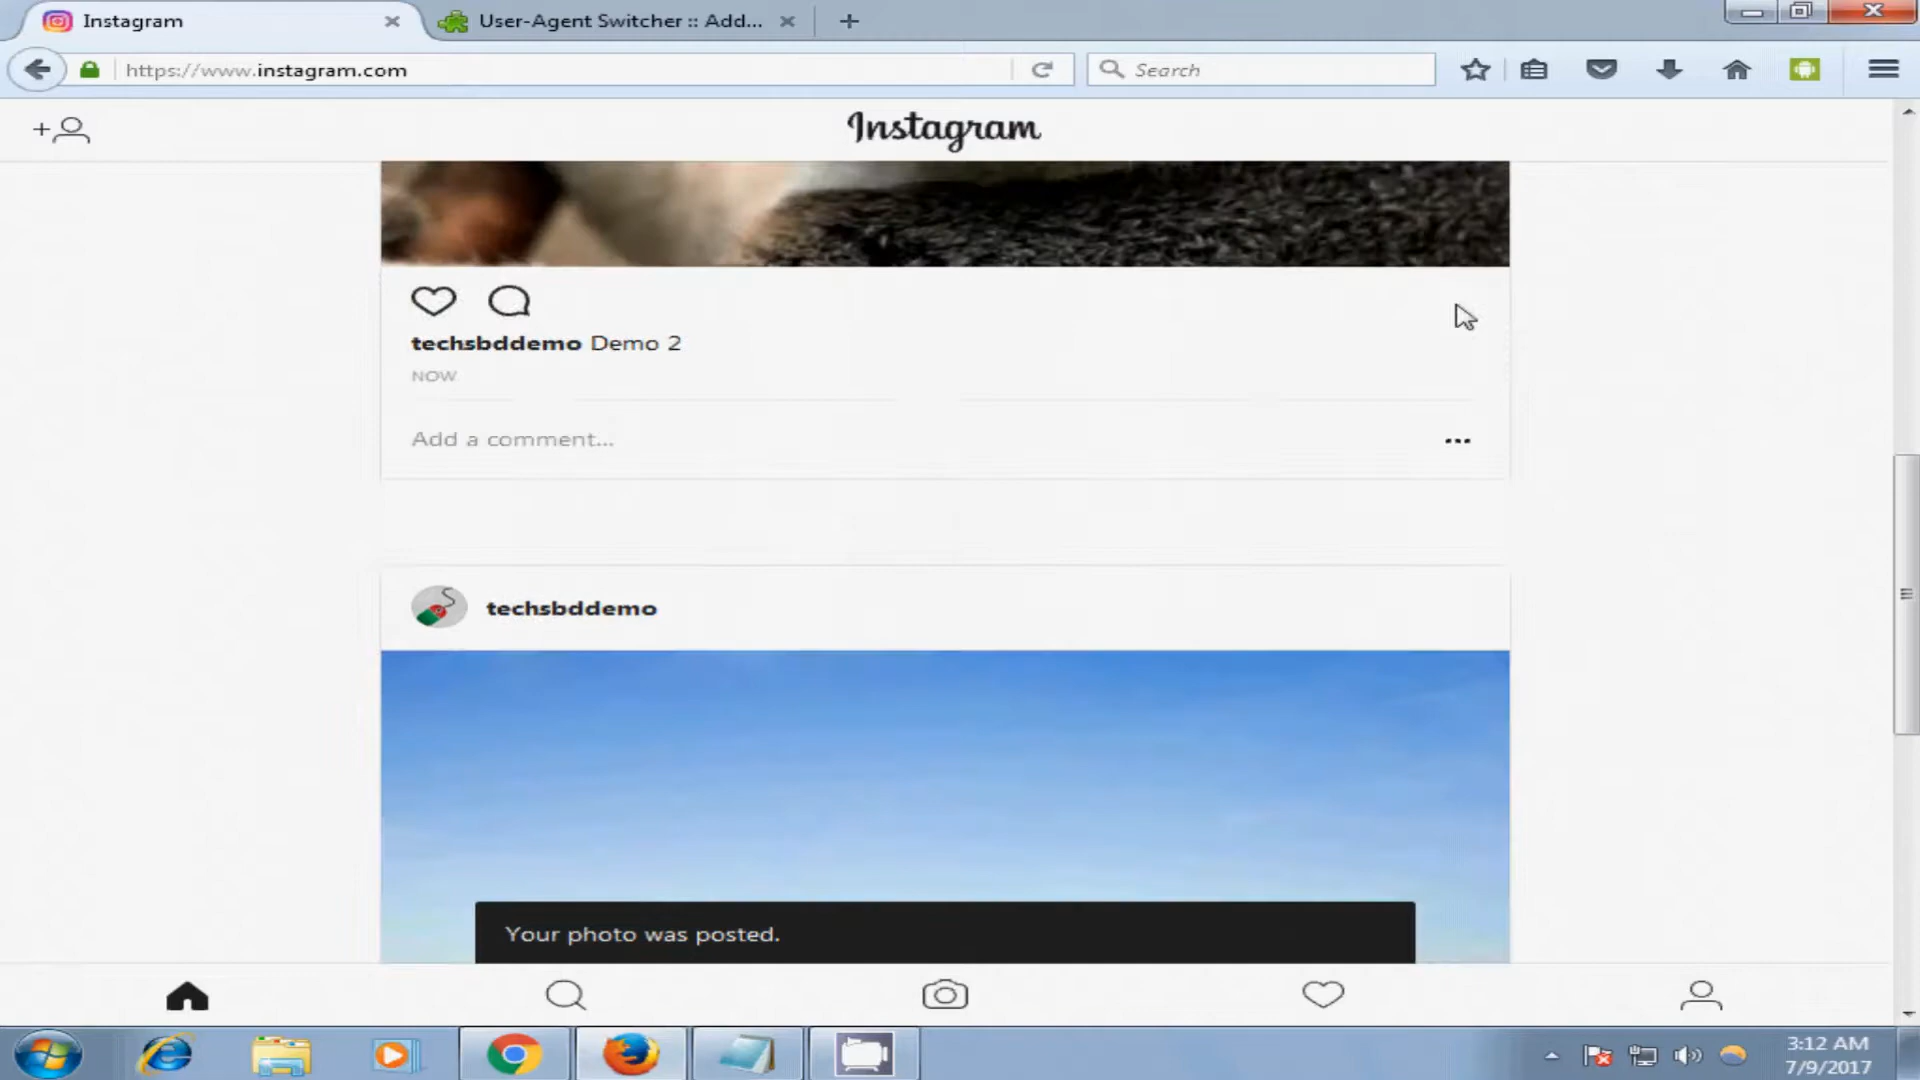 Instagram
User-Agent Switcher :: Add...
https://www.instagram.com
Search
Instagram
techsbddemo Demo 2
NOW
Add a comment...
techsbddemo
Your photo was posted.
3:12 AM
7/9/2017